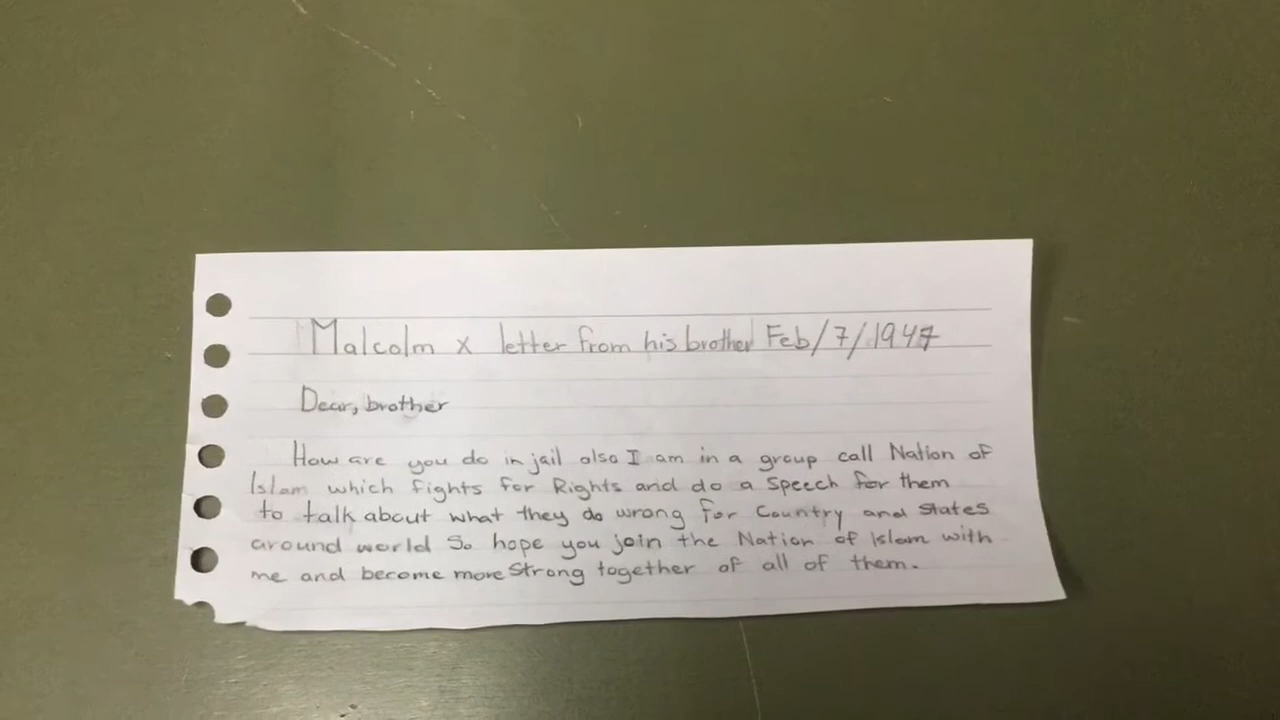 Malcolm x letter from his brother Feb/7/1947
Dear, brother
How are you do in jail also I am in a group call Nation of
Islam which fights for Rights and do a speech for them
to talk about what they do wrong for Country and states
around world So hope you join the Nation of Islam with
me and become more Strong together of all of them.